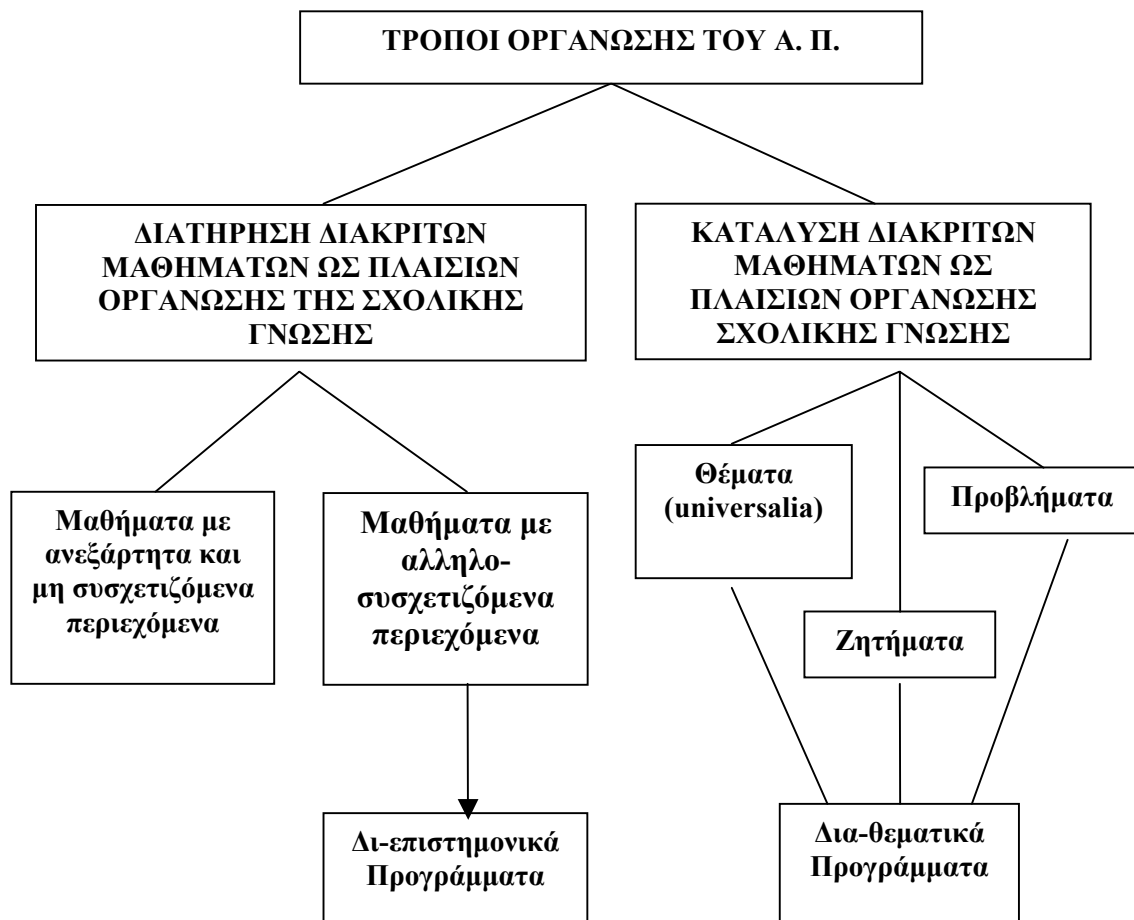 ΤΡΟΠΟΙ ΟΡΓΑΝΩΣΗΣ ΤΟΥ Α. Π.
ΔΙΑΤΗΡΗΣΗ ΔΙΑΚΡΙΤΩΝ
ΜΑΘΗΜΑΤΩΝ ΩΣ ΠΛΑΙΣΙΩΝ
ΟΡΓΑΝΩΣΗΣ ΤΗΣ ΣΧΟΛΙΚΗΣ
ΓΝΩΣΗΣ
ΚΑΤΑΛΥΣΗ ΔΙΑΚΡΙΤΩΝ
ΜΑΘΗΜΑΤΩΝ ΩΣ
ΠΛΑΙΣΙΩΝ ΟΡΓΑΝΩΣΗΣ
ΣΧΟΛΙΚΗΣ ΓΝΩΣΗΣ
Μαθήματα με
ανεξάρτητα και
μη συσχετιζόμενα
περιεχόμενα
Μαθήματα με
αλληλο-
συσχετιζόμενα
περιεχόμενα
Θέματα
(universalia)
Προβλήματα
Ζητήματα
Δι-επιστημονικά
Προγράμματα
Δια-θεματικά
Προγράμματα